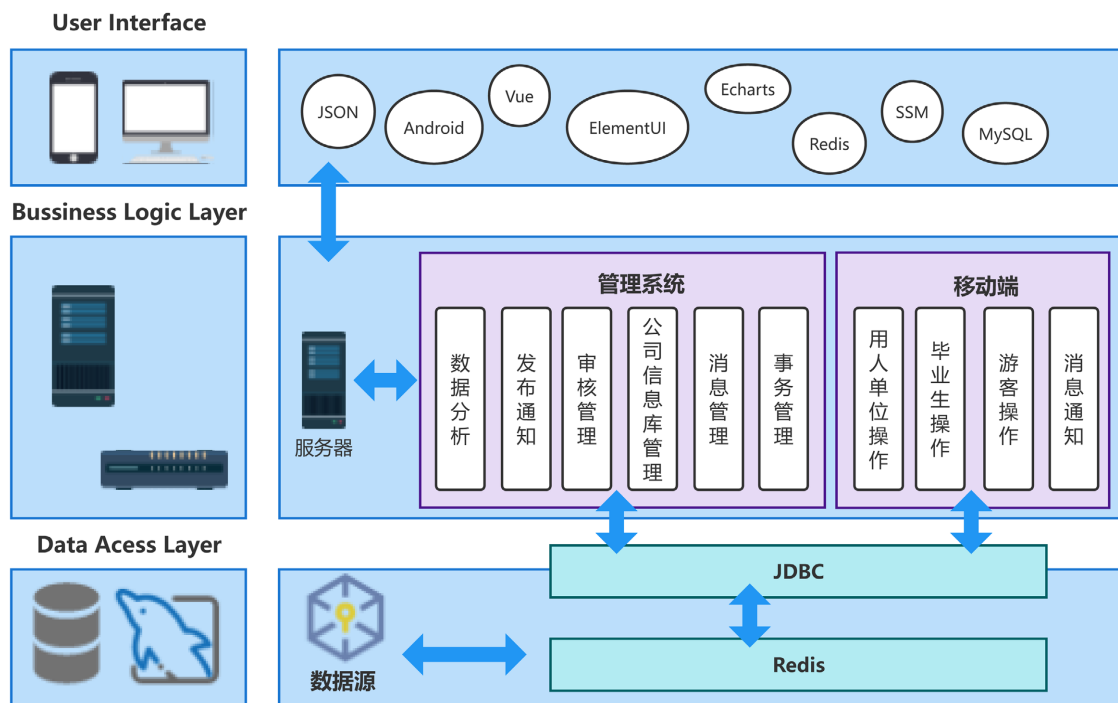 User Interface
JSON
Android
Vue
ElementUI
Echarts
Redis
SSM
MySQL
Bussiness Logic Layer
服务器
管理系统
数据分析
发布通知
审核管理
公司信息库管理
消息管理
事务管理
移动端
用人单位操作
毕业生操作
游客操作
消息通知
Data Acess Layer
数据源
JDBC
Redis